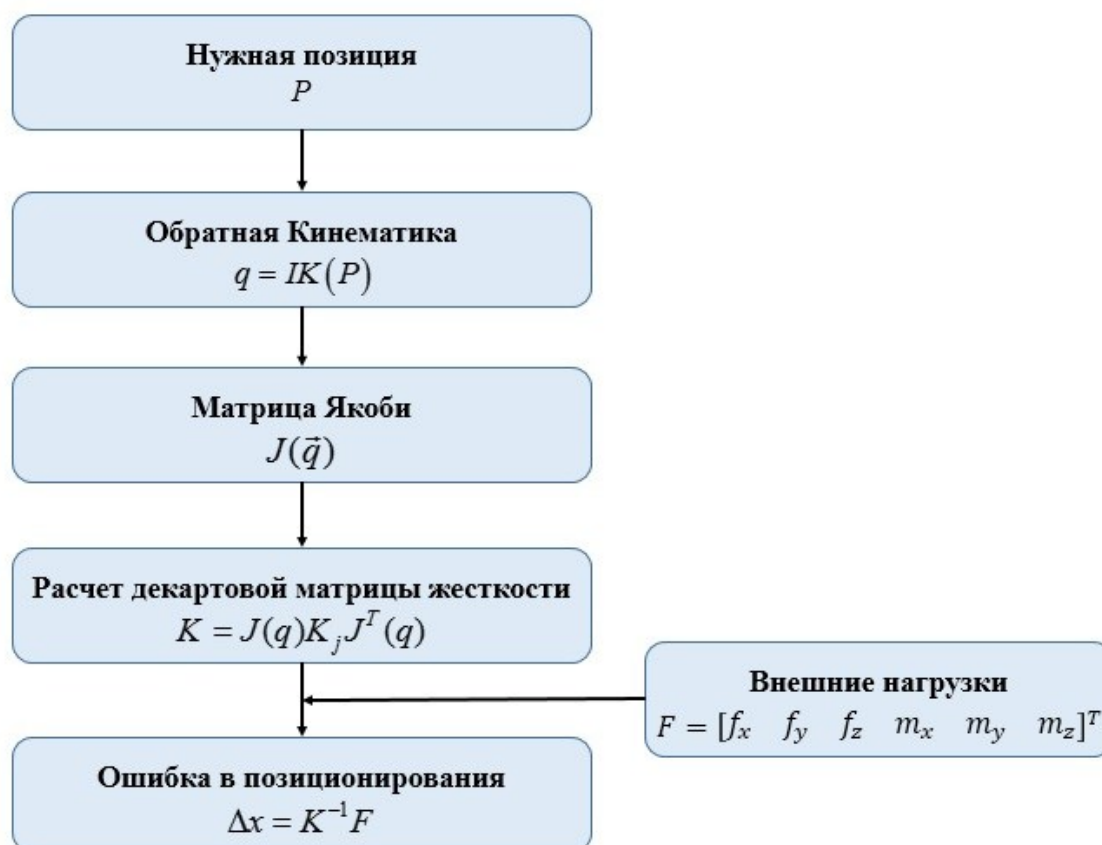 Нужная позиция
P
Обратная Кинематика
q = IK(P)
Матрица Якоби
J(q⃗)
Расчет декартовой матрицы жесткости
K = J(q)K_j J^T(q)
Внешние нагрузки
F = [f_x f_y f_z m_x m_y m_z]^T
Ошибка в позиционирования
Δx = K^{-1}F